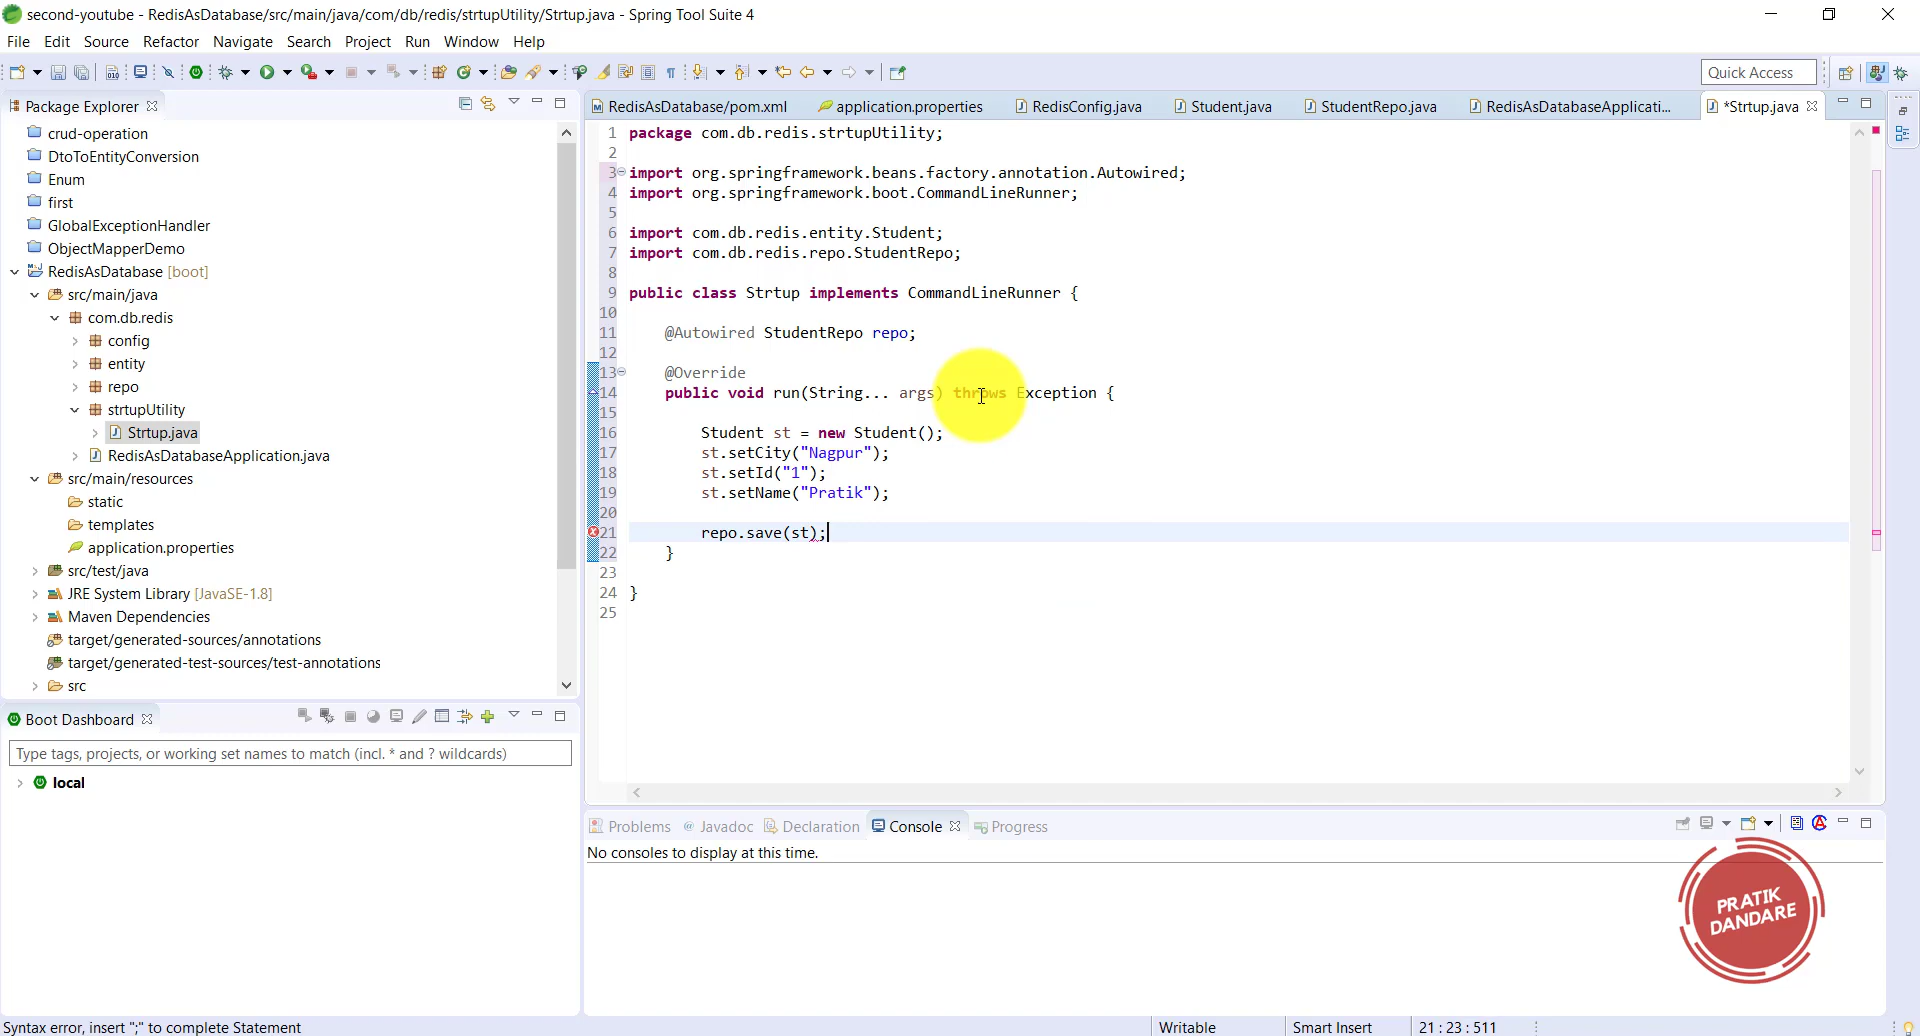 second-youtube - RedisAsDatabase/src/main/java/com/db/redis/strtupUtility/Strtup.java - Spring Tool Suite 4
File Edit Source Refactor Navigate Search Project Run Window Help
Quick Access
Package Explorer
crud-operation
DtoToEntityConversion
Enum
first
GlobalExceptionHandler
ObjectMapperDemo
RedisAsDatabase [boot]
src/main/java
com.db.redis
config
entity
repo
strtupUtility
Strtup.java
RedisAsDatabaseApplication.java
src/main/resources
static
templates
application.properties
src/test/java
JRE System Library [JavaSE-1.8]
Maven Dependencies
target/generated-sources/annotations
target/generated-test-sources/test-annotations
src
Boot Dashboard
Type tags, projects, or working set names to match (incl. * and ? wildcards)
local
RedisAsDatabase/pom.xml application.properties RedisConfig.java Student.java StudentRepo.java RedisAsDatabaseApplicati... *Strtup.java
1 package com.db.redis.strtupUtility;
2
3 import org.springframework.beans.factory.annotation.Autowired;
4 import org.springframework.boot.CommandLineRunner;
5
6 import com.db.redis.entity.Student;
7 import com.db.redis.repo.StudentRepo;
8
9 public class Strtup implements CommandLineRunner {
10
11 @Autowired StudentRepo repo;
12
13 @Override
14 public void run(String... args) throws Exception {
15
16 Student st = new Student();
17 st.setCity("Nagpur");
18 st.setId("1");
19 st.setName("Pratik");
20
21 repo.save(st);
22 }
23
24 }
25
Problems @ Javadoc Declaration Console Progress
No consoles to display at this time.
PRATIK
DANDARE
Syntax error, insert ";" to complete Statement Writable Smart Insert 21 : 23 : 511